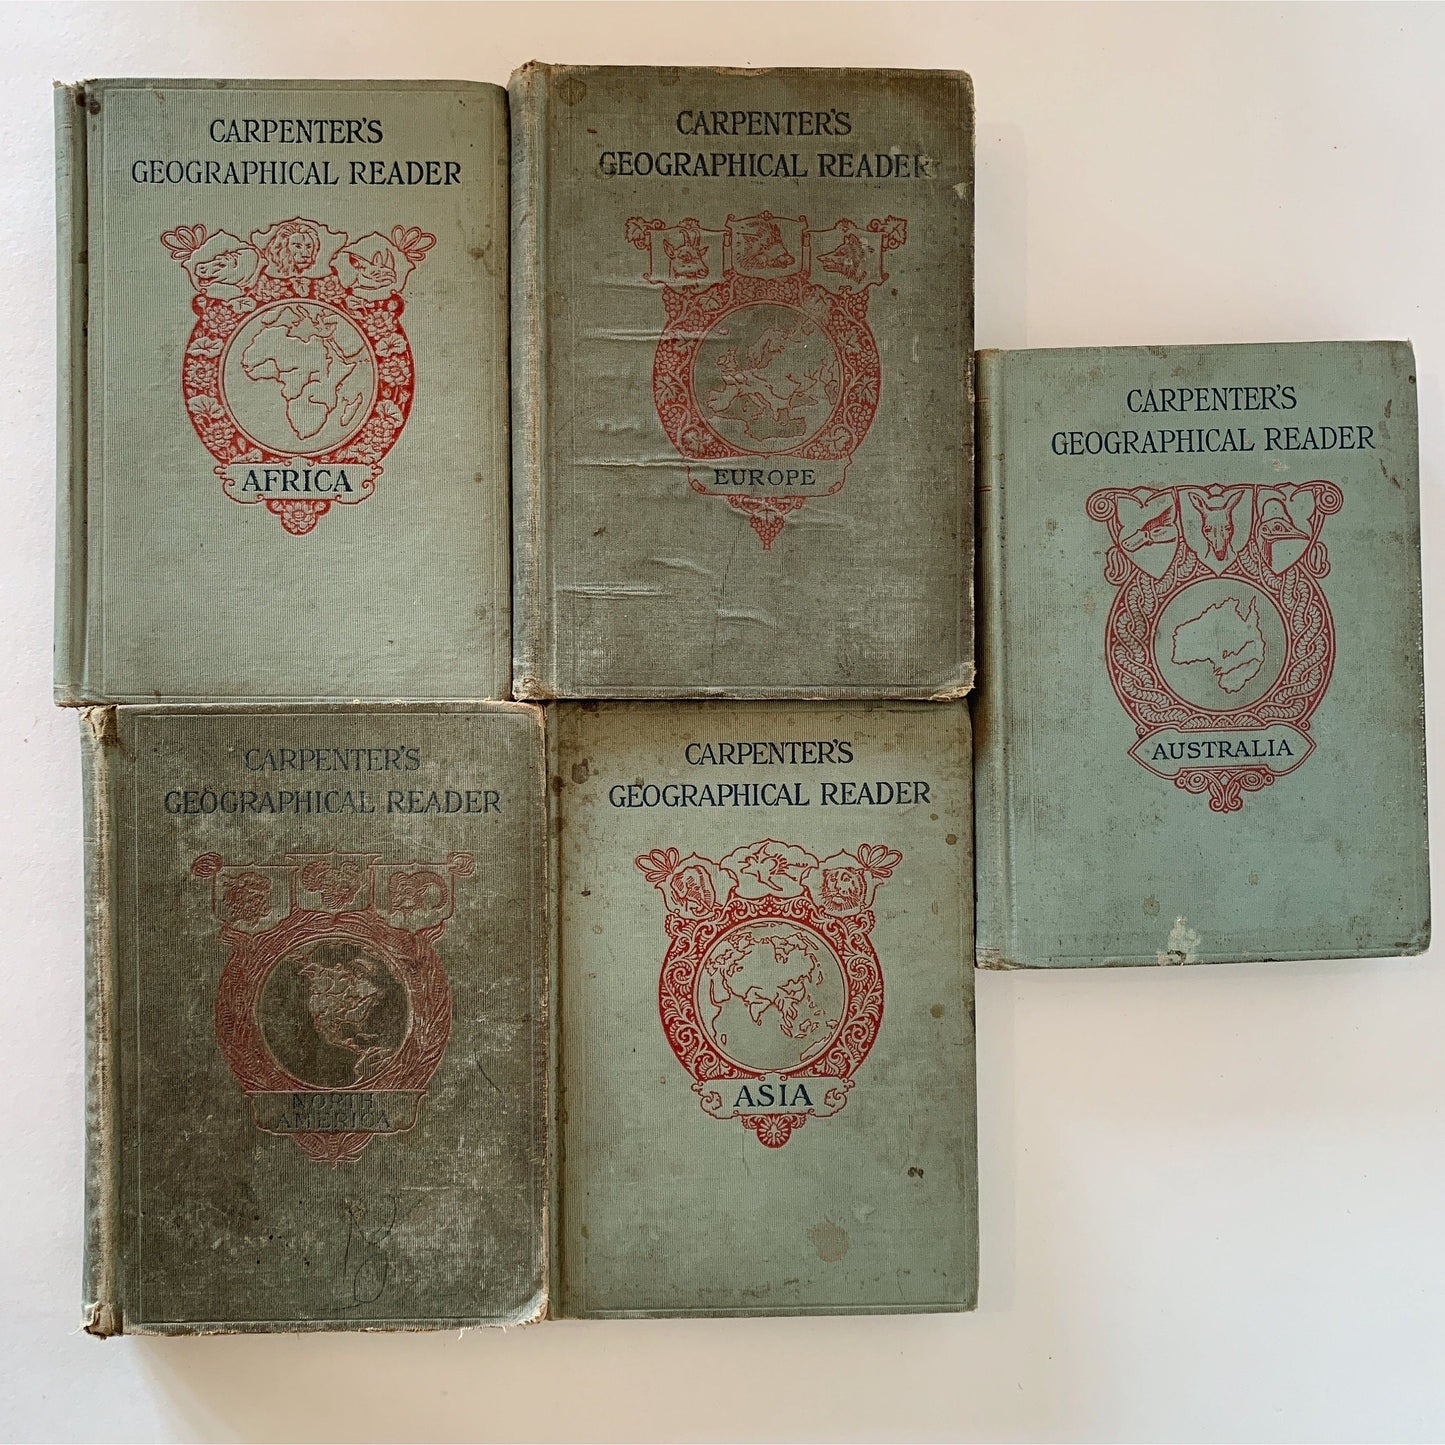 CARPENTER'S
GEOGRAPHICAL READER
AFRICA
CARPENTER'S
GEOGRAPHICAL READER
EUROPE
CARPENTER'S
GEOGRAPHICAL READER
AUSTRALIA
CARPENTER'S
GEOGRAPHICAL READER
NORTH
AMERICA
CARPENTER'S
GEOGRAPHICAL READER
ASIA